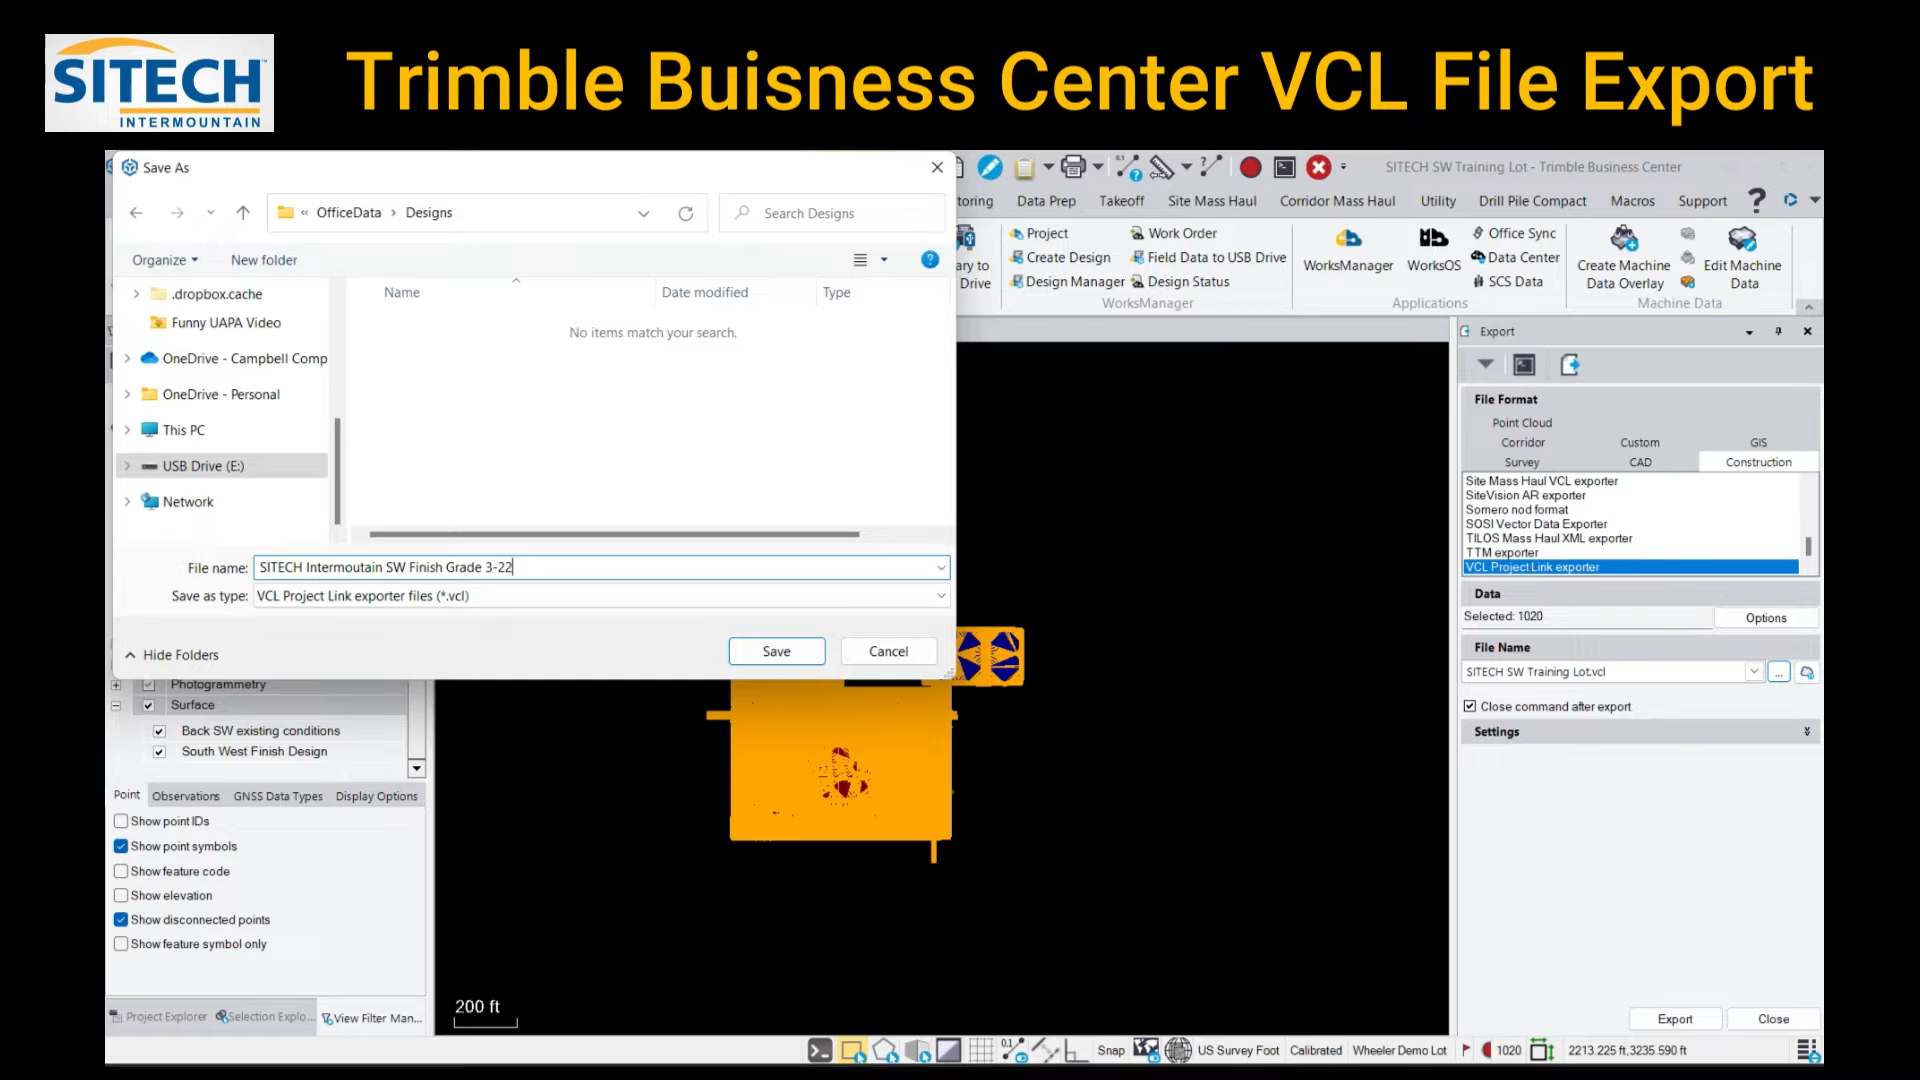 SITECH
INTERMOUNTAIN
Trimble Buisness Center VCL File Export
Save As
« OfficeData > Designs
Search Designs
Organize
New folder
.dropbox.cache
Funny UAPA Video
OneDrive - Campbell Comp
OneDrive - Personal
This PC
USB Drive (E:)
Network
Name
Date modified
Type
No items match your search.
File name: SITECH Intermoutain SW Finish Grade 3-22
Save as type: VCL Project Link exporter files (*.vcl)
Hide Folders
Save
Cancel
SITECH SW Training Lot - Trimble Business Center
toring
Data Prep
Takeoff
Site Mass Haul
Corridor Mass Haul
Utility
Drill Pile Compact
Macros
Support
ary to
Drive
Project
Create Design
Design Manager
Work Order
Field Data to USB Drive
Design Status
WorksManager
WorksManager
WorksOS
Office Sync
Data Center
SCS Data
Applications
Create Machine
Data Overlay
Edit Machine
Data
Machine Data
Export
File Format
Point Cloud
Corridor
Custom
GIS
Survey
CAD
Construction
Site Mass Haul VCL exporter
SiteVision AR exporter
Somero nod format
SOSI Vector Data Exporter
TILOS Mass Haul XML exporter
TTM exporter
VCL Project Link exporter
Data
Selected: 1020
Options
File Name
SITECH SW Training Lot.vcl
...
Close command after export
Settings
Export
Close
Photogrammetry
Surface
Back SW existing conditions
South West Finish Design
Point
Observations
GNSS Data Types
Display Options
Show point IDs
Show point symbols
Show feature code
Show elevation
Show disconnected points
Show feature symbol only
Project Explorer
Selection Explo...
View Filter Man...
200 ft
Snap
US Survey Foot
Calibrated
Wheeler Demo Lot
1020
2213.225 ft,3235.590 ft